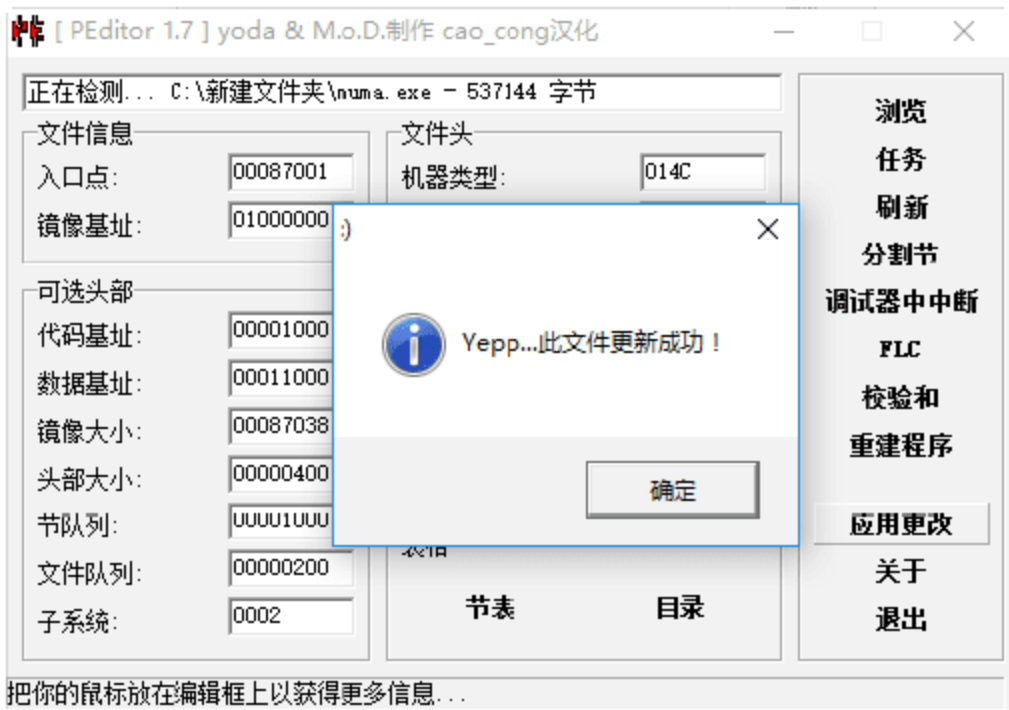 [ PEditor 1.7 ] yoda & M.o.D.制作 cao_cong汉化
正在检测... C:\新建文件夹\numa.exe - 537144 字节
文件信息
入口点: 00087001
镜像基址: 01000000
文件头
机器类型: 014C
可选头部
代码基址: 00001000
数据基址: 00011000
镜像大小: 00087038
头部大小: 00000400
节队列:
文件队列: 00000200
子系统: 0002
:)
Yepp...此文件更新成功！
确定
节表
目录
浏览
任务
刷新
分割节
调试器中中断
FLC
校验和
重建程序
应用更改
关于
退出
把你的鼠标放在编辑框上以获得更多信息...